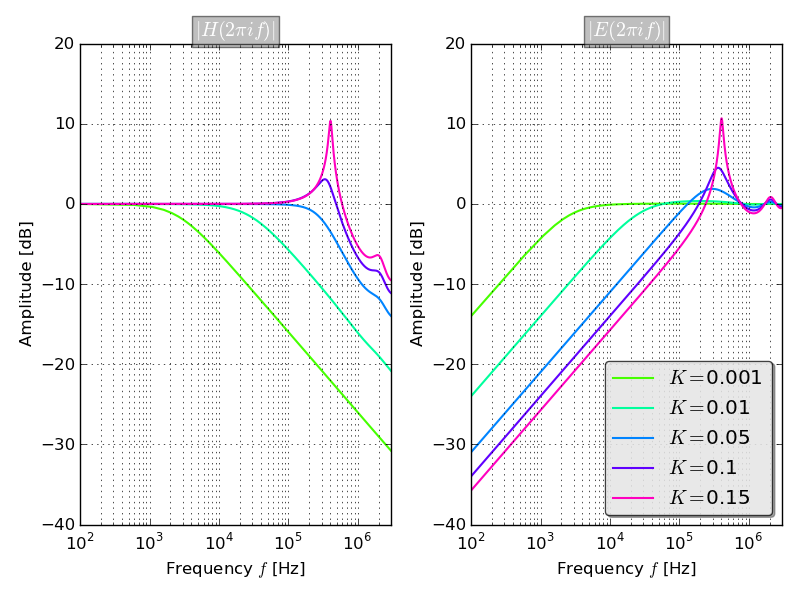 |H(2πif)|
20
10
0
−10
−20
−30
−40
Amplitude [dB]
10² 10³ 10⁴ 10⁵ 10⁶
Frequency f [Hz]
|E(2πif)|
20
10
0
−10
−20
−30
−40
Amplitude [dB]
K=0.001
K=0.01
K=0.05
K=0.1
K=0.15
10² 10³ 10⁴ 10⁵ 10⁶
Frequency f [Hz]